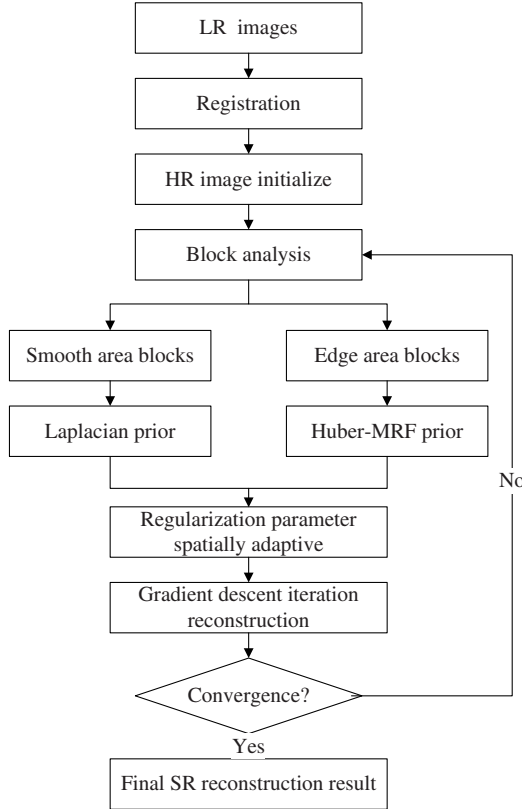 LR images
Registration
HR image initialize
Block analysis
Smooth area blocks
Edge area blocks
Laplacian prior
Huber-MRF prior
No
Regularization parameter
spatially adaptive
Gradient descent iteration
reconstruction
Convergence?
Yes
Final SR reconstruction result